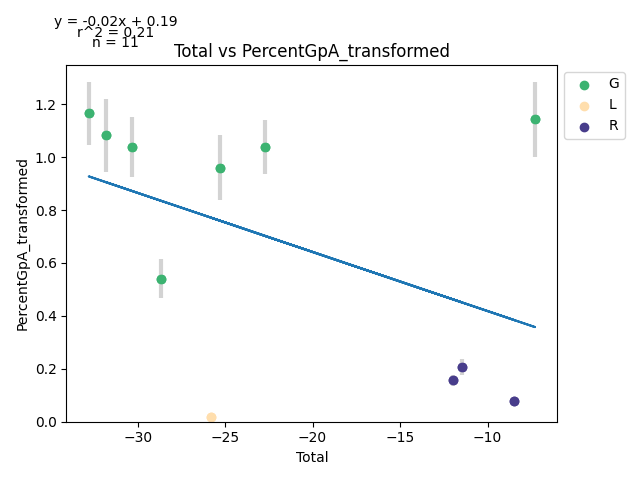 y = -0.02x + 0.19
r^2 = 0.21
n = 11
Total vs PercentGpA_transformed
G
L
R
PercentGpA_transformed
1.2
1.0
0.8
0.6
0.4
0.2
0.0
−30
−25
−20
−15
−10
Total